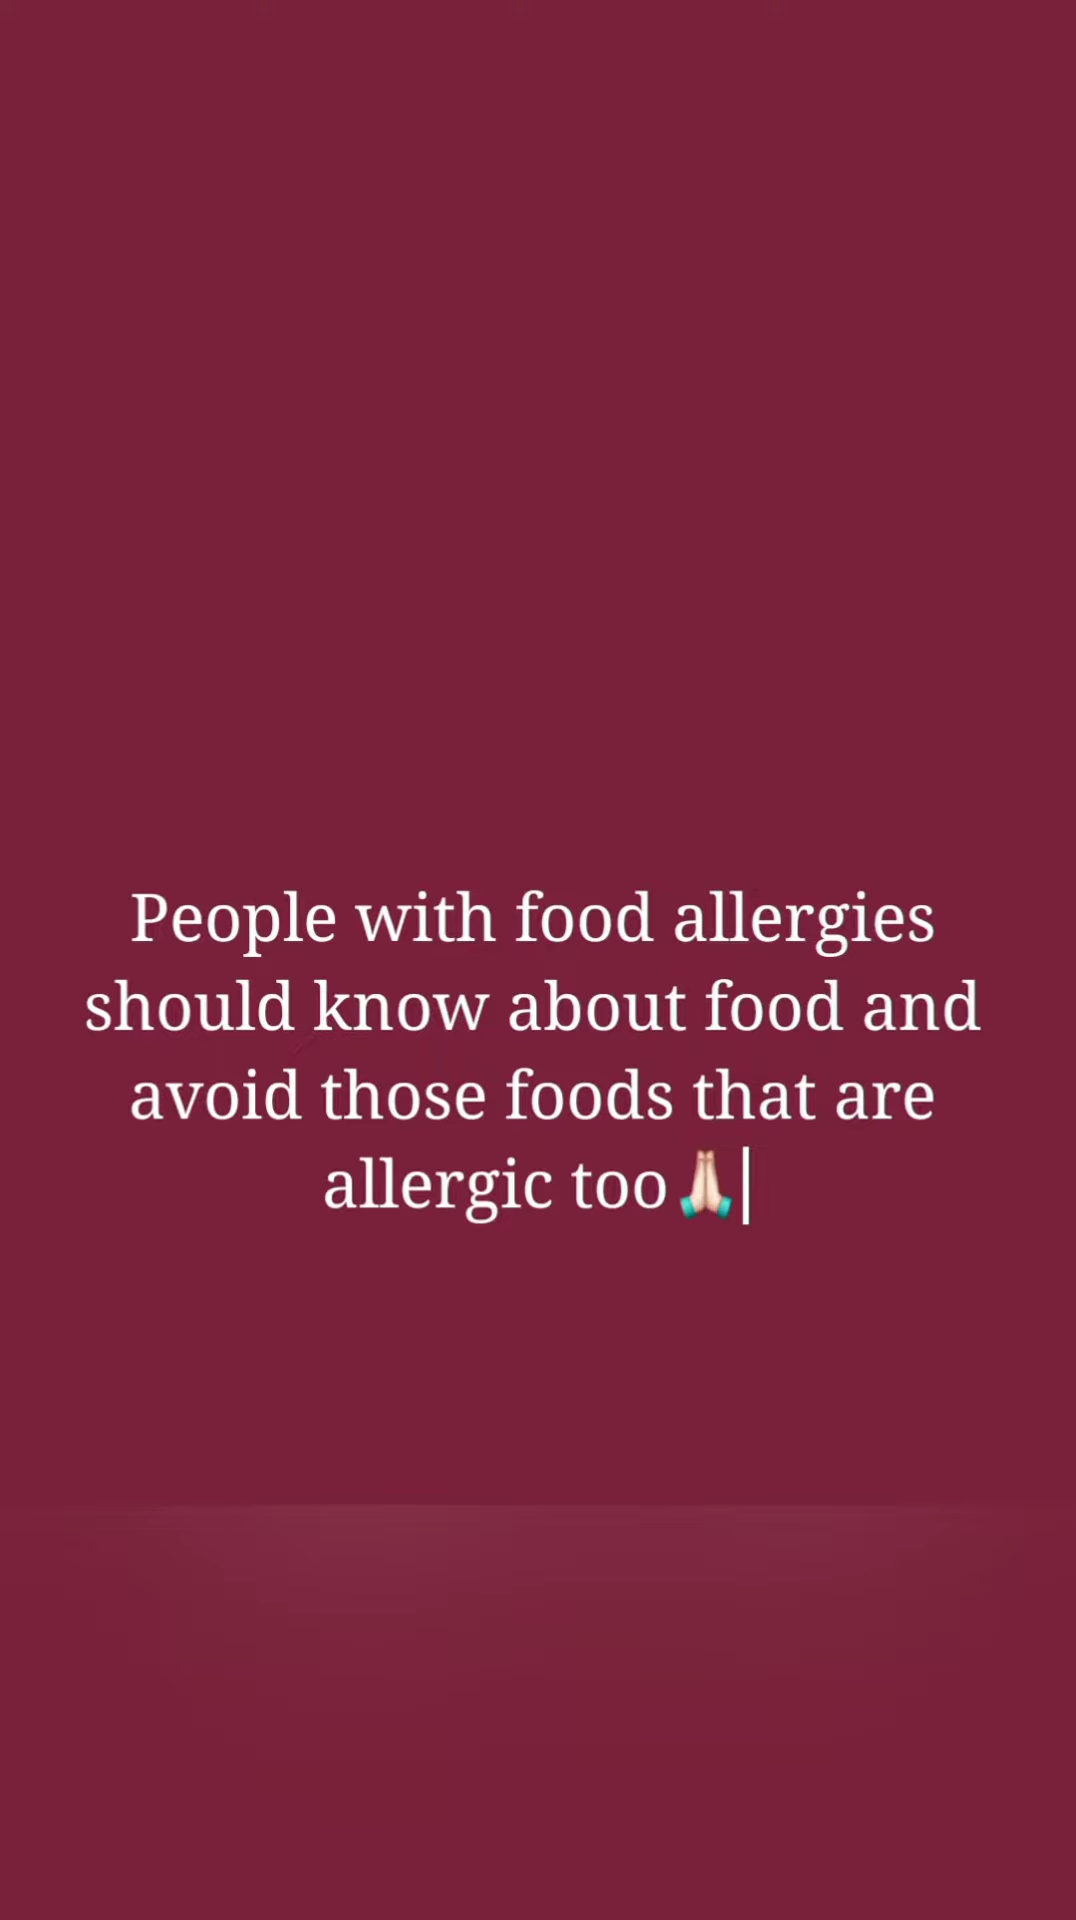 People with food allergies
should know about food and
avoid those foods that are
allergic too🙏🏻|